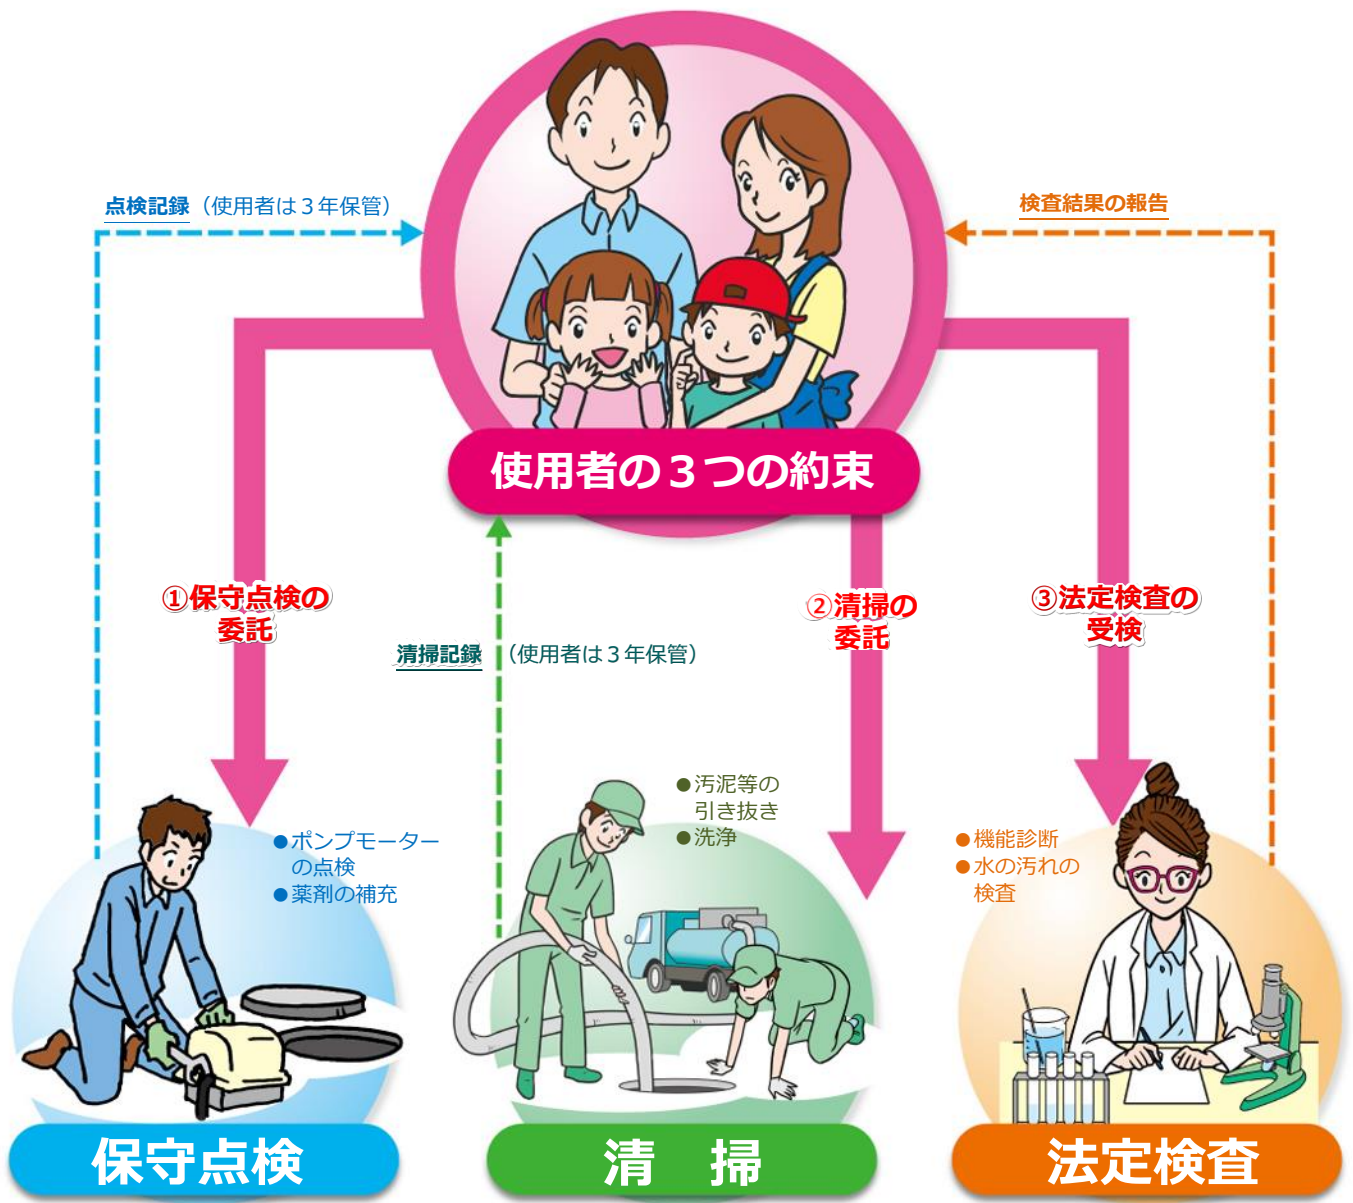 点検記録（使用者は３年保管）
検査結果の報告
使用者の３つの約束
①保守点検の
委託
②清掃の
委託
③法定検査の
受検
清掃記録（使用者は３年保管）
●ポンプモーター
の点検
●薬剤の補充
●汚泥等の
引き抜き
●洗浄
●機能診断
●水の汚れの
検査
保守点検
清　掃
法定検査